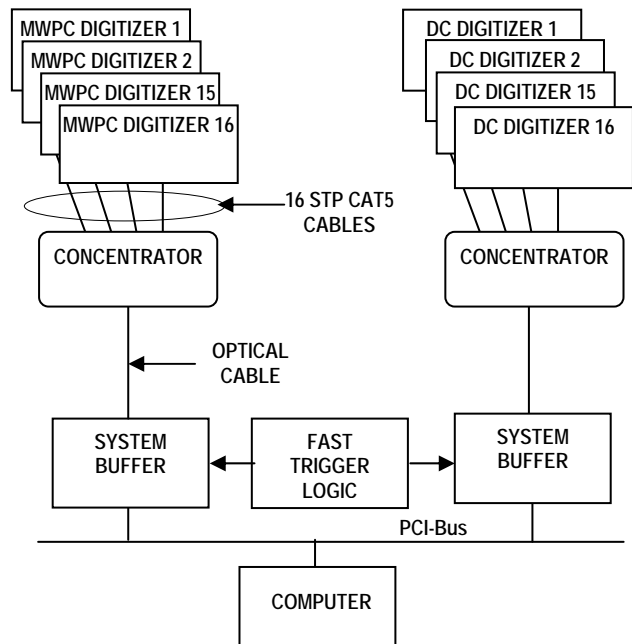 MWPC DIGITIZER 1
MWPC DIGITIZER 2
MWPC DIGITIZER 15
MWPC DIGITIZER 16
DC DIGITIZER 1
DC DIGITIZER 2
DC DIGITIZER 15
DC DIGITIZER 16
16 STP CAT5
CABLES
CONCENTRATOR
CONCENTRATOR
OPTICAL
CABLE
SYSTEM
BUFFER
FAST
TRIGGER
LOGIC
SYSTEM
BUFFER
PCI-Bus
COMPUTER